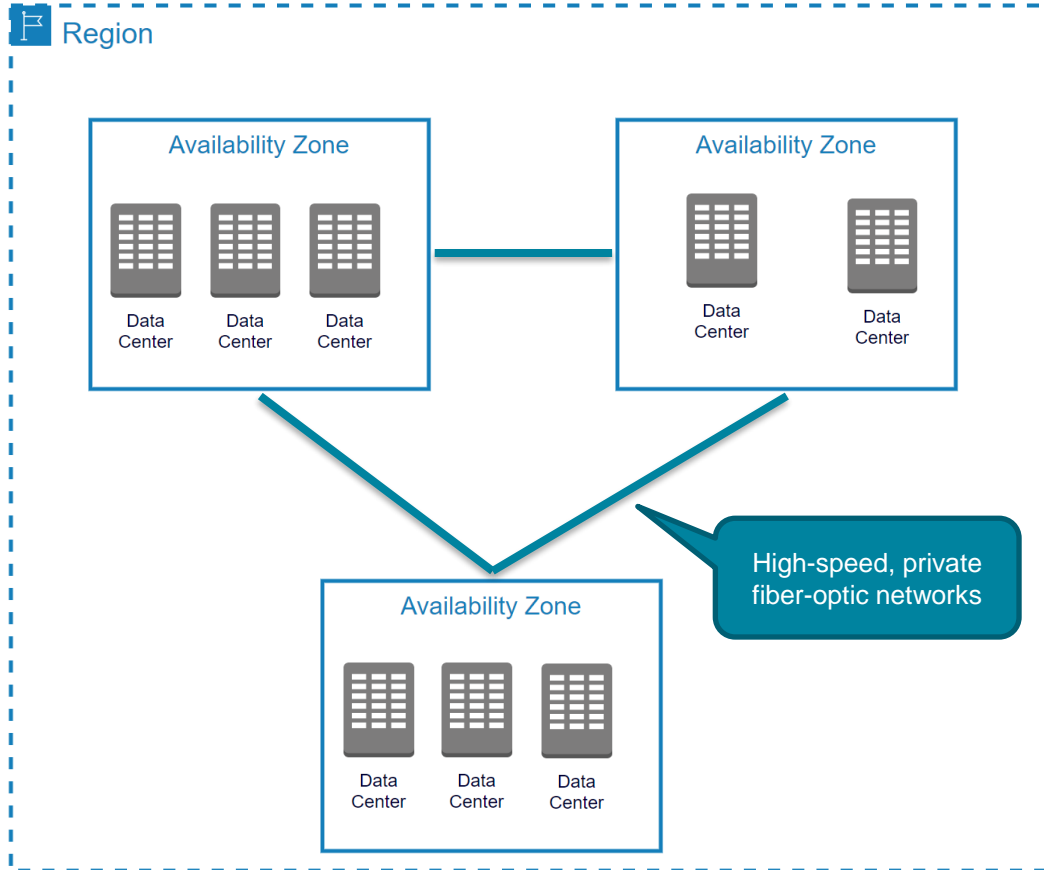 Region
Availability Zone
Data
Center
Data
Center
Data
Center
Availability Zone
Data
Center
Data
Center
High-speed, private
fiber-optic networks
Availability Zone
Data
Center
Data
Center
Data
Center